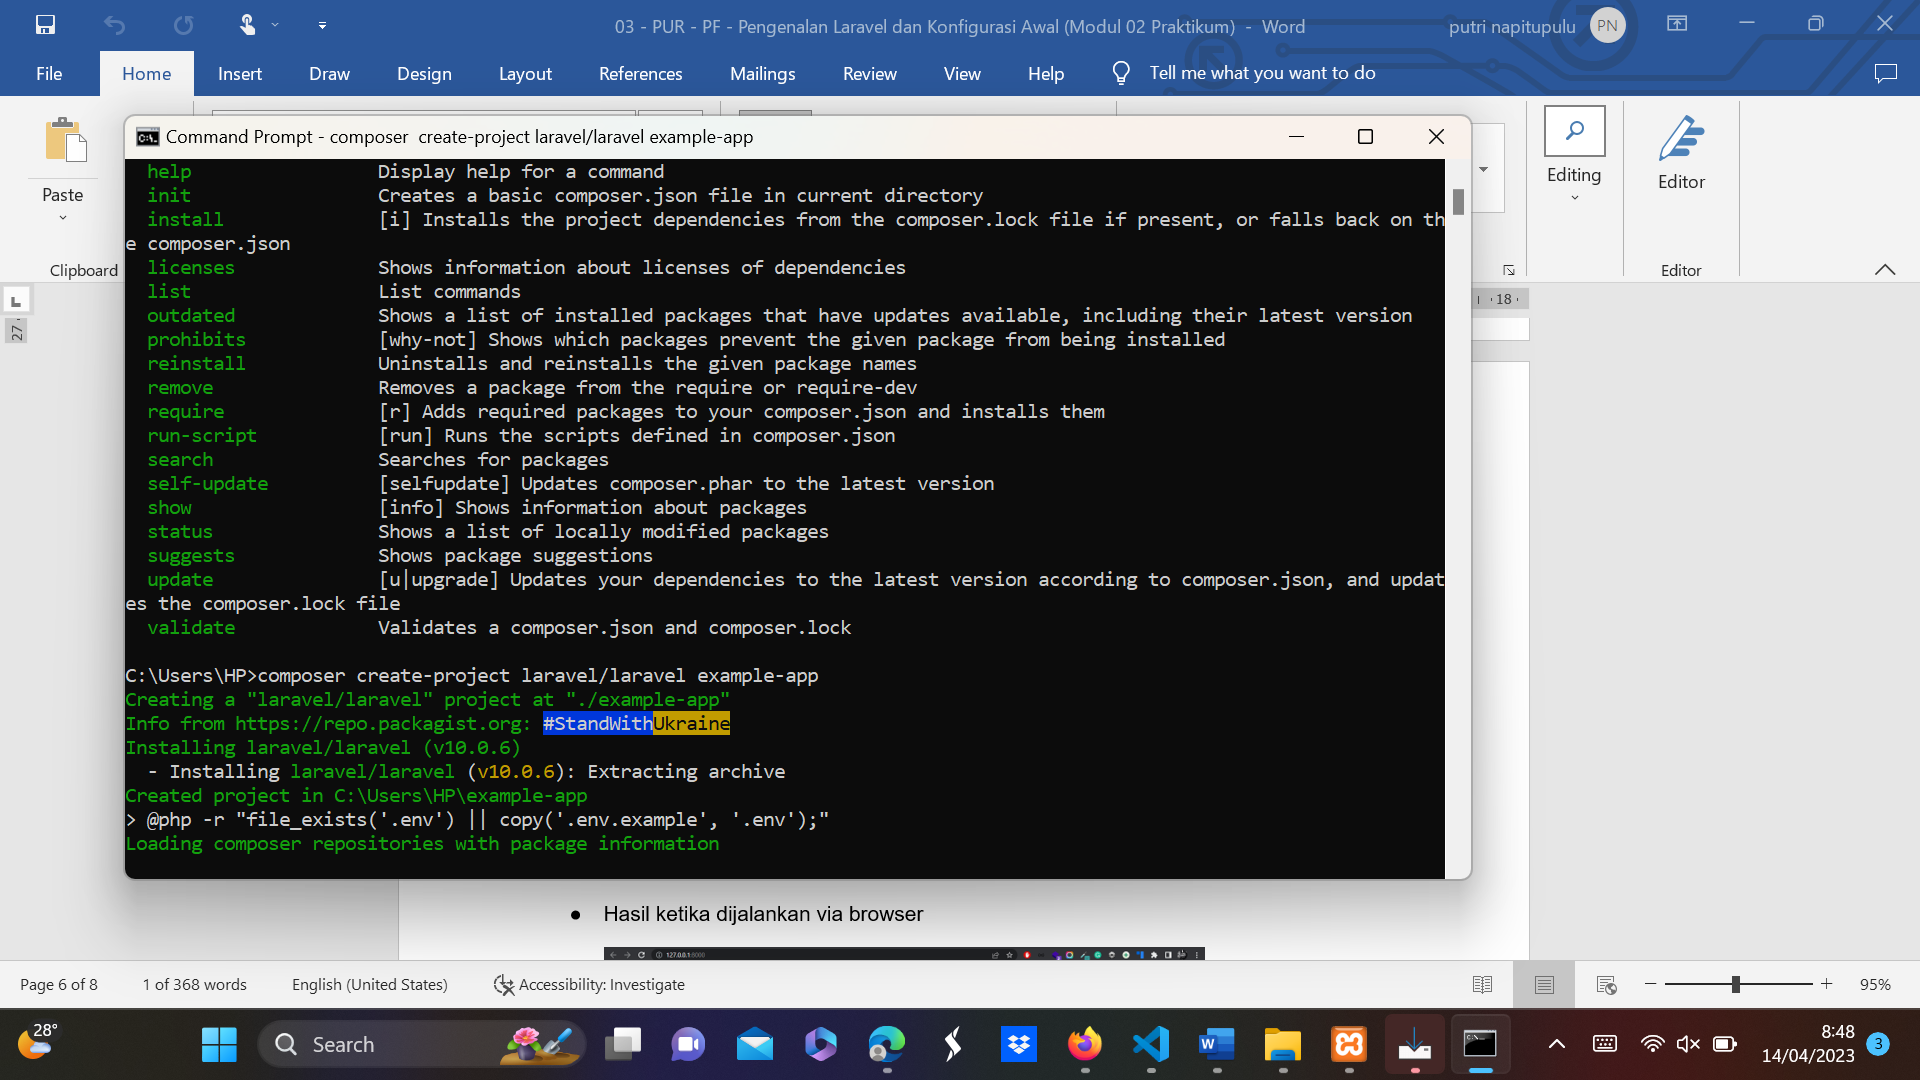 03 - PUR - PF - Pengenalan Laravel dan Konfigurasi Awal (Modul 02 Praktikum) - Word
putri napitupulu
PN
File
Home
Insert
Draw
Design
Layout
References
Mailings
Review
View
Help
Tell me what you want to do
Paste
Clipboard
Editing
Editor
Editor
18
27
Command Prompt - composer create-project laravel/laravel example-app
help Display help for a command
init Creates a basic composer.json file in current directory
install [i] Installs the project dependencies from the composer.lock file if present, or falls back on th
e composer.json
licenses Shows information about licenses of dependencies
list List commands
outdated Shows a list of installed packages that have updates available, including their latest version
prohibits [why-not] Shows which packages prevent the given package from being installed
reinstall Uninstalls and reinstalls the given package names
remove Removes a package from the require or require-dev
require [r] Adds required packages to your composer.json and installs them
run-script [run] Runs the scripts defined in composer.json
search Searches for packages
self-update [selfupdate] Updates composer.phar to the latest version
show [info] Shows information about packages
status Shows a list of locally modified packages
suggests Shows package suggestions
update [u|upgrade] Updates your dependencies to the latest version according to composer.json, and updat
es the composer.lock file
validate Validates a composer.json and composer.lock
C:\Users\HP>composer create-project laravel/laravel example-app
Creating a "laravel/laravel" project at "./example-app"
Info from https://repo.packagist.org: #StandWithUkraine
Installing laravel/laravel (v10.0.6)
- Installing laravel/laravel (v10.0.6): Extracting archive
Created project in C:\Users\HP\example-app
> @php -r "file_exists('.env') || copy('.env.example', '.env');"
Loading composer repositories with package information
● Hasil ketika dijalankan via browser
127.0.0.1:8000
Page 6 of 8
1 of 368 words
English (United States)
Accessibility: Investigate
95%
28°
Search
8:48
14/04/2023
3